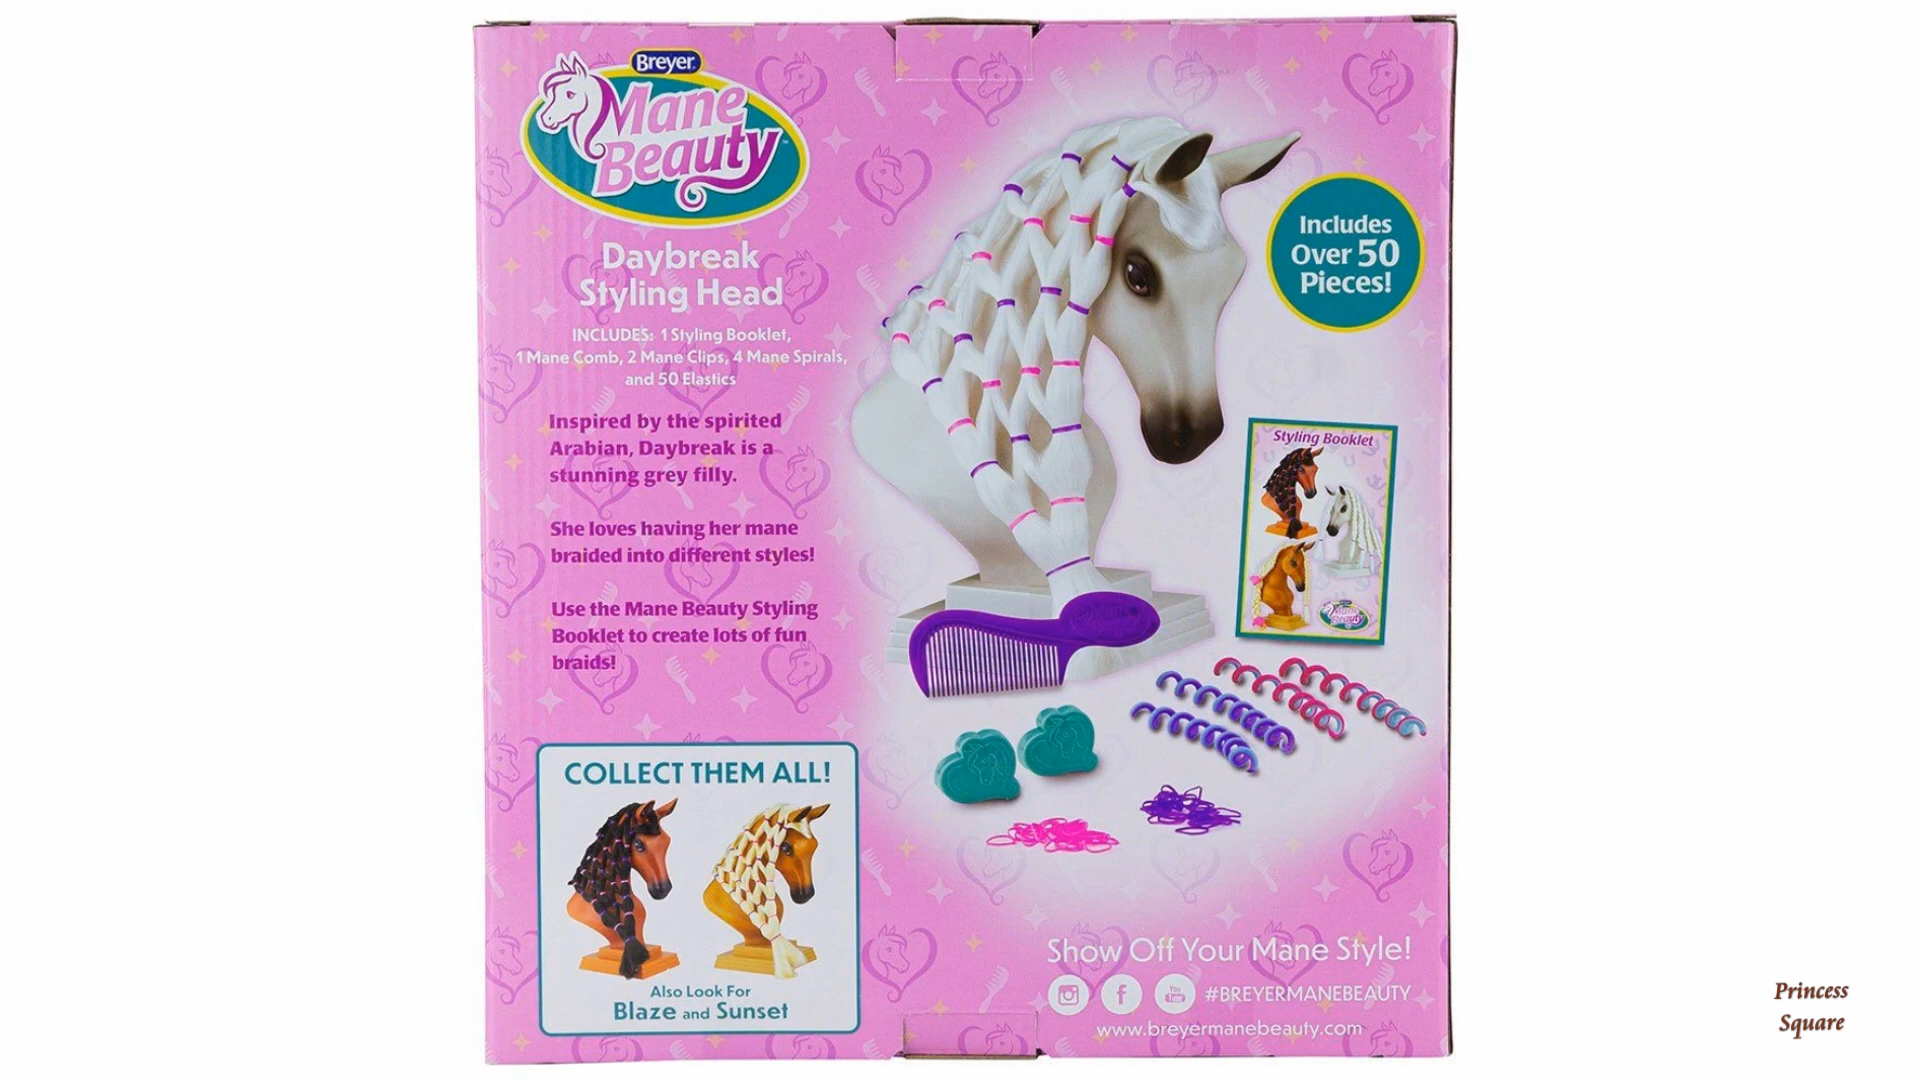 Breyer
Mane
Beauty
Daybreak
Styling Head
INCLUDES: 1 Styling Booklet,
1 Mane Comb, 2 Mane Clips, 4 Mane Spirals,
and 50 Elastics
Inspired by the spirited
Arabian, Daybreak is a
stunning grey filly.
She loves having her mane
braided into different styles!
Use the Mane Beauty Styling
Booklet to create lots of fun
braids!
Includes
Over 50
Pieces!
Styling Booklet
Mane
Beauty
COLLECT THEM ALL!
Also Look For
Blaze and Sunset
Show Off Your Mane Style!
f You Tube #BREYERMANEBEAUTY
www.breyermanebeauty.com
Princess
Square